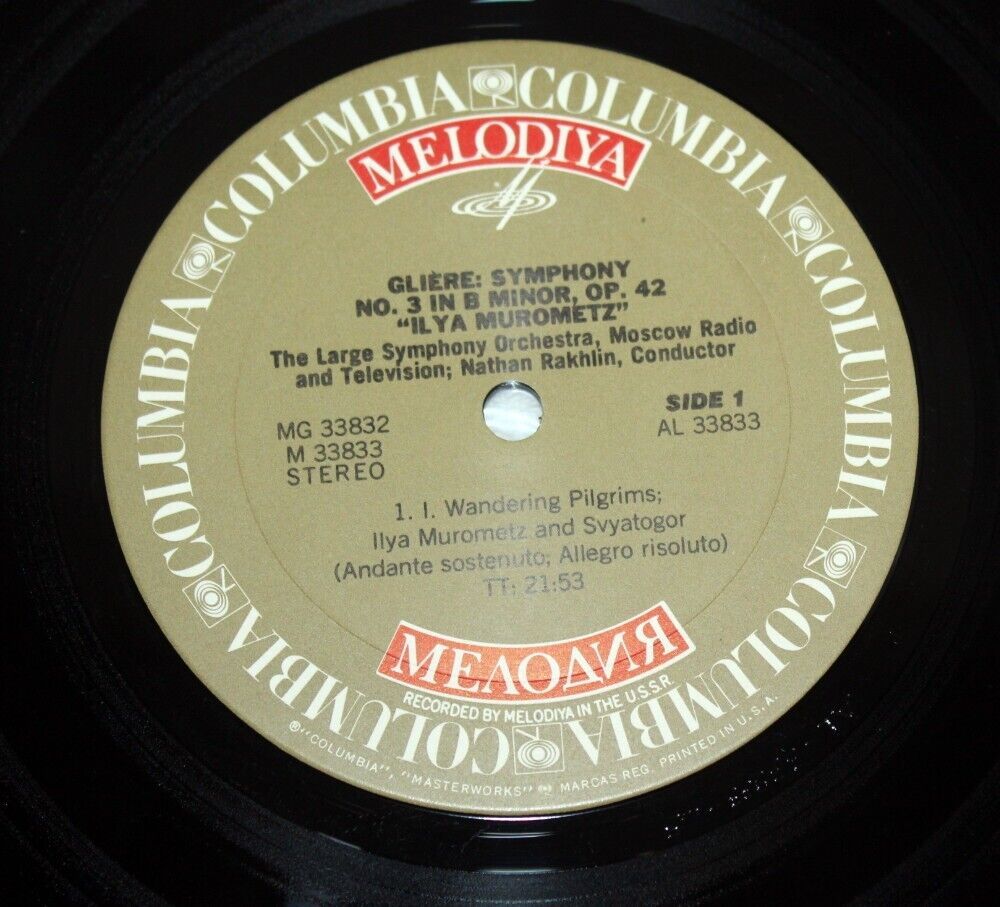 COLUMBIA COLUMBIA COLUMBIA COLUMBIA COLUMBIA COLUMBIA COLUMBIA COLUMBIA
MELODIYA
GLIÈRE: SYMPHONY
NO. 3 IN B MINOR, OP. 42
"ILYA MUROMETZ"
The Large Symphony Orchestra, Moscow Radio
and Television; Nathan Rakhlin, Conductor
MG 33832
M 33833
STEREO
SIDE 1
AL 33833
1. I. Wandering Pilgrims;
Ilya Murometz and Svyatogor
(Andante sostenuto; Allegro risoluto)
TT: 21:53
МЕЛОДИЯ
RECORDED BY MELODIYA IN THE U.S.S.R.
®"COLUMBIA", "MASTERWORKS" MARCAS REG. PRINTED IN U.S.A.